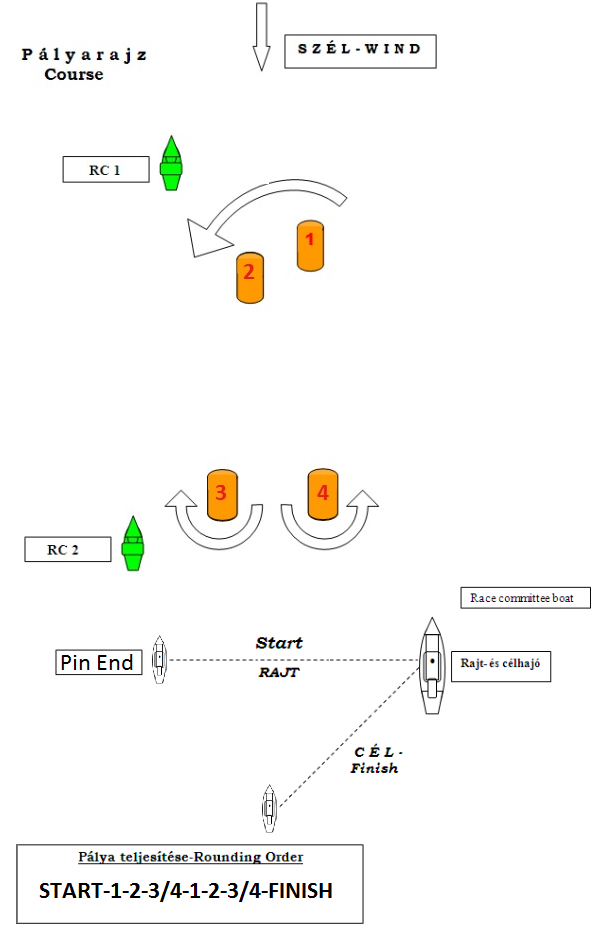 P á l y a r a j z
Course
S Z É L - W I N D
RC 1
1
2
3
4
RC 2
Race committee boat
Start
RAJT
Pin End
Rajt- és célhajó
C É L -
Finish
Pálya teljesítése-Rounding Order
START-1-2-3/4-1-2-3/4-FINISH